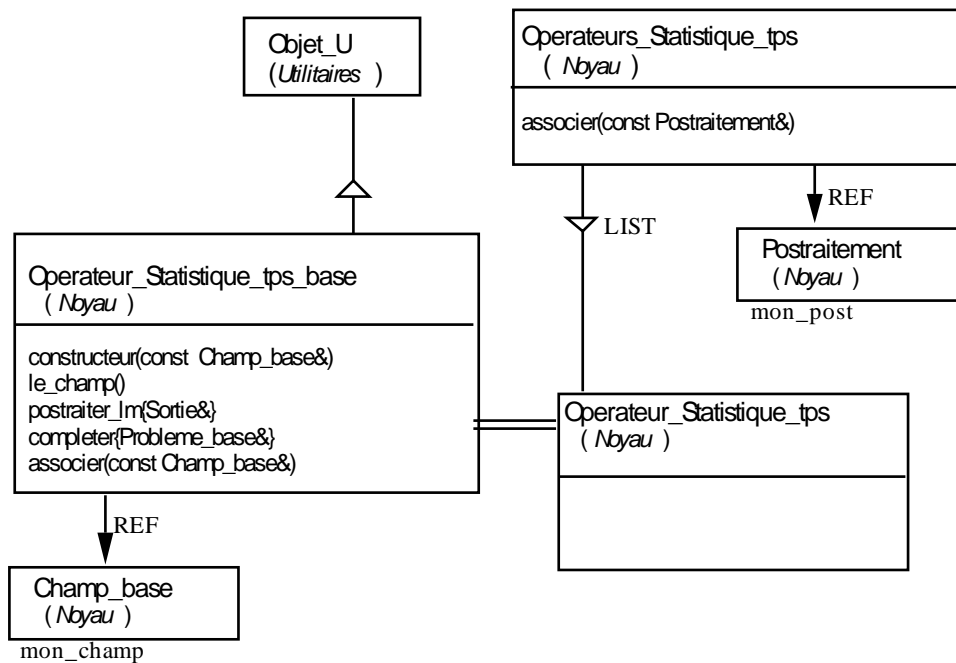 Objet_U
(Utilitaires )
Operateurs_Statistique_tps
( Noyau )
associer(const Postraitement&)
REF
LIST
Postraitement
( Noyau )
mon_post
Operateur_Statistique_tps_base
( Noyau )
constructeur(const Champ_base&)
le_champ()
postraiter_lm{Sortie&}
completer{Probleme_base&}
associer(const Champ_base&)
Operateur_Statistique_tps
( Noyau )
REF
Champ_base
( Noyau )
mon_champ